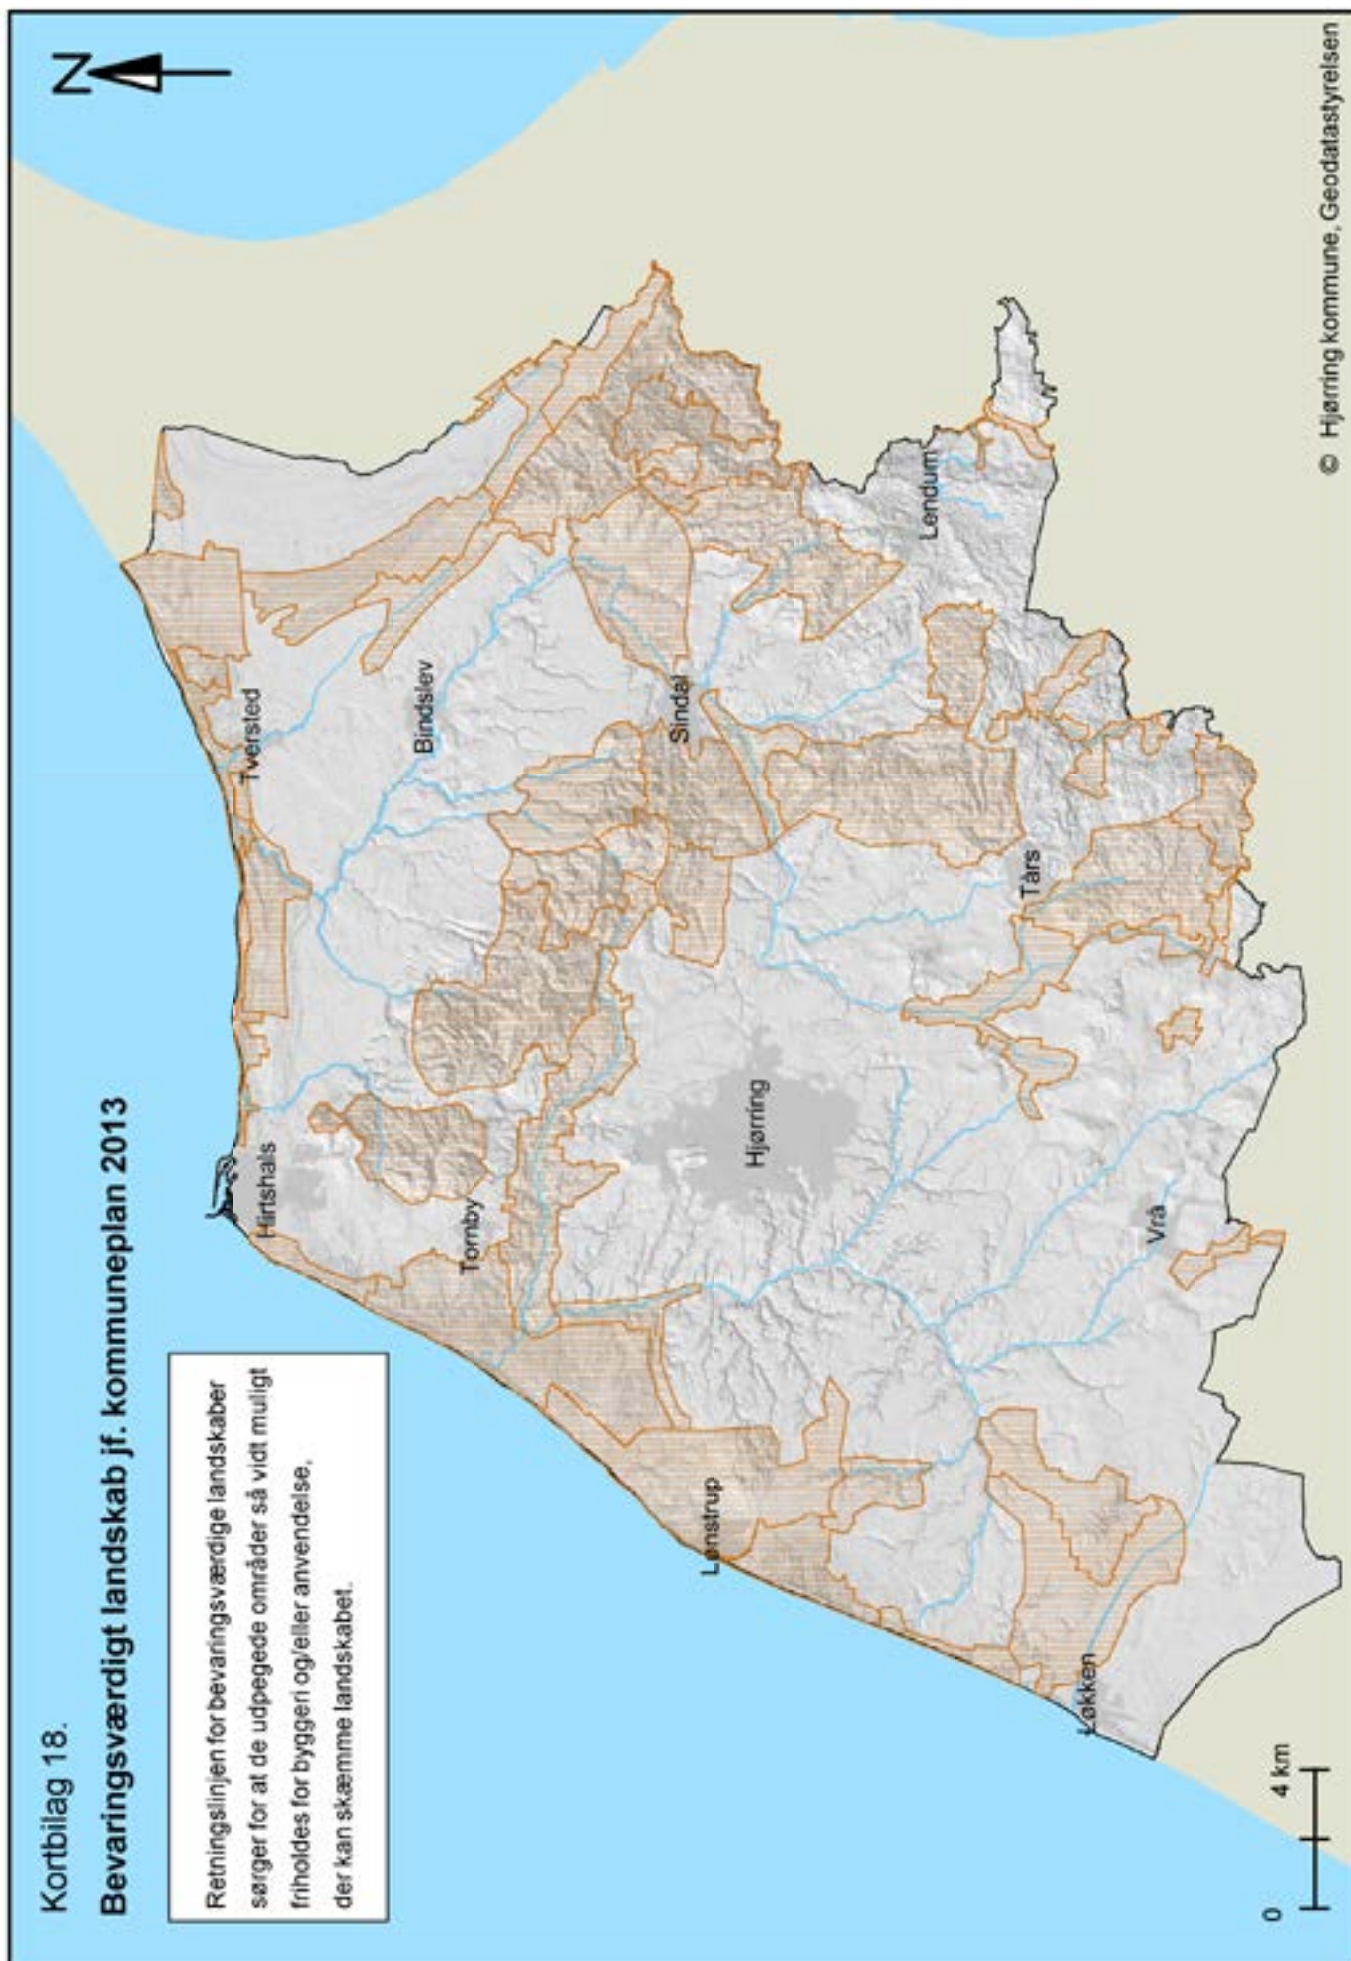 Kortbilag 18.
Bevaringsværdigt landskab jf. kommuneplan 2013
N
Retningslinjen for bevaringsværdige landskaber
sørger for at de udpegede områder så vidt muligt
friholdes for byggeri og/eller anvendelse,
der kan skæmme landskabet.
Hirtshals
Tversted
Bindslev
Tornby
Sindal
Lønstrup
Hjørring
Lendum
Tårs
Løkken
Vrå
0
4 km
© Hjørring kommune, Geodatastyrelsen